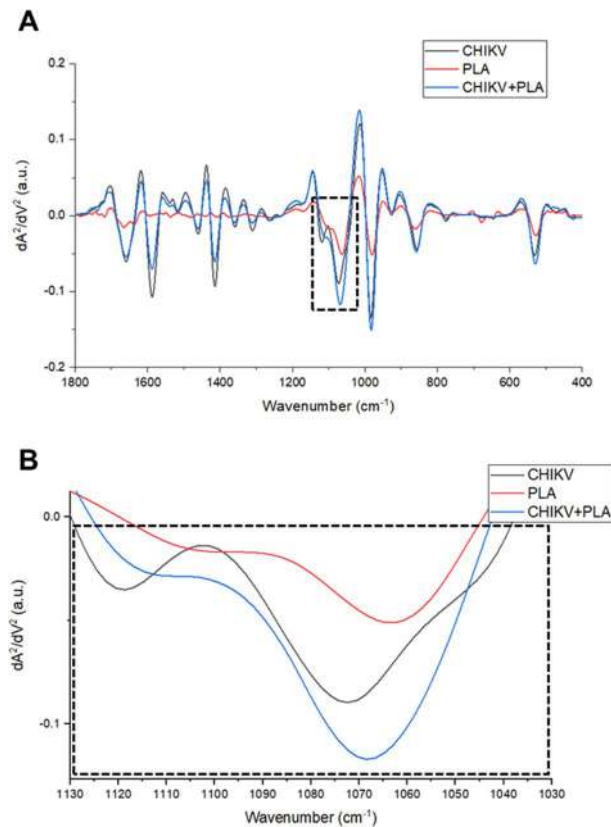 A
CHIKV
PLA
CHIKV+PLA
0.2
0.1
0.0
-0.1
-0.2
dA²/dV² (a.u.)
1800 1600 1400 1200 1000 800 600 400
Wavenumber (cm⁻¹)
B
CHIKV
PLA
CHIKV+PLA
0.0
-0.1
dA²/dV² (a.u.)
1130 1120 1110 1100 1090 1080 1070 1060 1050 1040 1030
Wavenumber (cm⁻¹)